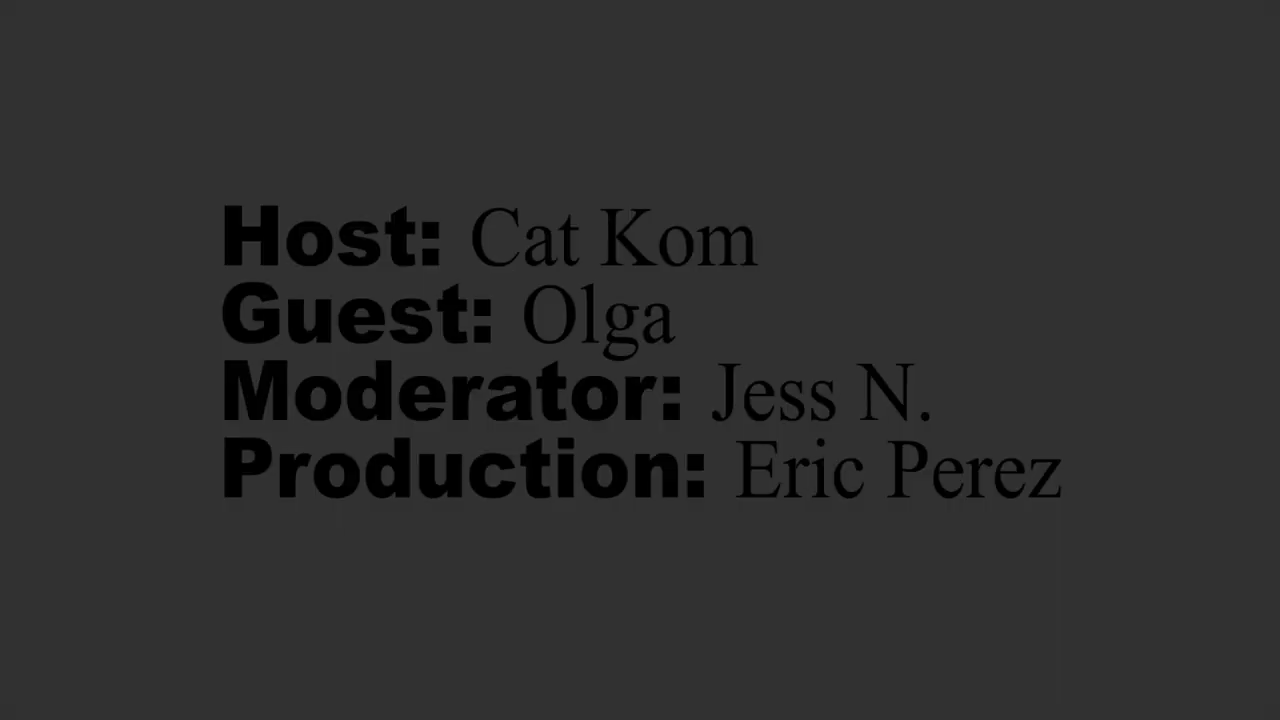 Host: Cat Kom
Guest: Olga
Moderator: Jess N.
Production: Eric Perez